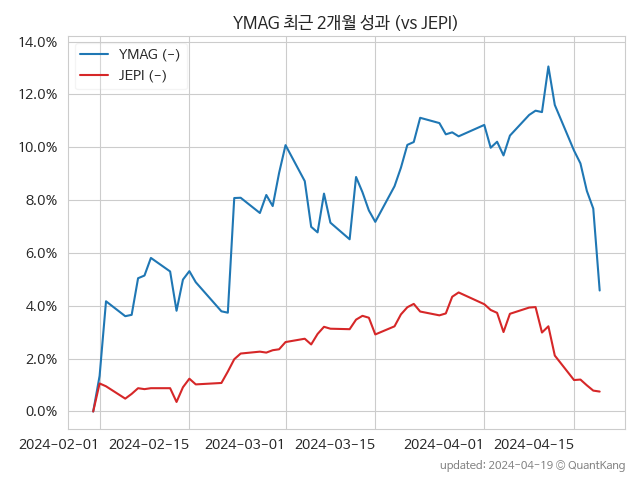 YMAG 최근 2개월 성과 (vs JEPI)
YMAG (-)
JEPI (-)
14.0%
12.0%
10.0%
8.0%
6.0%
4.0%
2.0%
0.0%
2024-02-01 2024-02-15 2024-03-01 2024-03-15 2024-04-01 2024-04-15
updated: 2024-04-19 © QuantKang